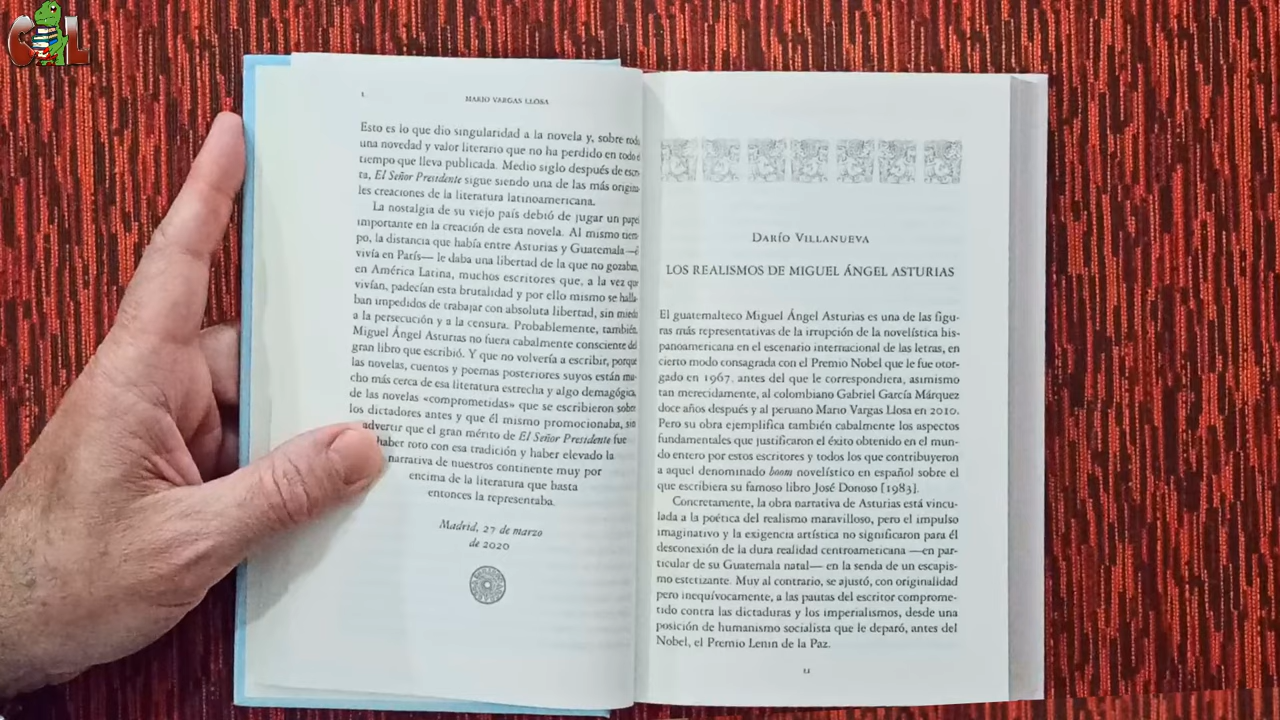 CL
L
MARIO VARGAS LLOSA
Esto es lo que dio singularidad a la novela y, sobre todo
una novedad y valor literario que no ha perdido en todo e
tiempo que lleva publicada. Medio siglo después de escri
ta, El Señor Presidente sigue siendo una de las más origina
les creaciones de la literatura latinoamericana.
La nostalgia de su viejo país debió de jugar un papel
importante en la creación de esta novela. Al mismo tiem-
po, la distancia que había entre Asturias y Guatemala —é
vivía en París— le daba una libertad de la que no gozaban,
en América Latina, muchos escritores que, a la vez que
vivían, padecían esta brutalidad y por ello mismo se halla-
ban impedidos de trabajar con absoluta libertad, sin miedo
a la persecución y a la censura. Probablemente, también,
Miguel Ángel Asturias no fuera cabalmente consciente del
gran libro que escribió. Y que no volvería a escribir, porque
las novelas, cuentos y poemas posteriores suyos están mu-
cho más cerca de esa literatura estrecha y algo demagógica,
de las novelas «comprometidas» que se escribieron sobre
los dictadores antes y que él mismo promocionaba, sin
advertir que el gran mérito de El Señor Presidente fue
haber roto con esa tradición y haber elevado la
narrativa de nuestros continente muy por
encima de la literatura que hasta
entonces la representaba.
Madrid, 27 de marzo
de 2020
Darío Villanueva
LOS REALISMOS DE MIGUEL ÁNGEL ASTURIAS
El guatemalteco Miguel Ángel Asturias es una de las figu-
ras más representativas de la irrupción de la novelística his-
panoamericana en el escenario internacional de las letras, en
cierto modo consagrada con el Premio Nobel que le fue otor-
gado en 1967, antes del que le correspondiera, asimismo
tan merecidamente, al colombiano Gabriel García Márquez
doce años después y al peruano Mario Vargas Llosa en 2010.
Pero su obra ejemplifica también cabalmente los aspectos
fundamentales que justificaron el éxito obtenido en el mun-
do entero por estos escritores y todos los que contribuyeron
a aquel denominado boom novelístico en español sobre el
que escribiera su famoso libro José Donoso [1983].
Concretamente, la obra narrativa de Asturias está vincu-
lada a la poética del realismo maravilloso, pero el impulso
imaginativo y la exigencia artística no significaron para él
desconexión de la dura realidad centroamericana —en par-
ticular de su Guatemala natal— en la senda de un escapis-
mo estetizante. Muy al contrario, se ajustó, con originalidad
pero inequívocamente, a las pautas del escritor comprome-
tido contra las dictaduras y los imperialismos, desde una
posición de humanismo socialista que le deparó, antes del
Nobel, el Premio Lenin de la Paz.
LI